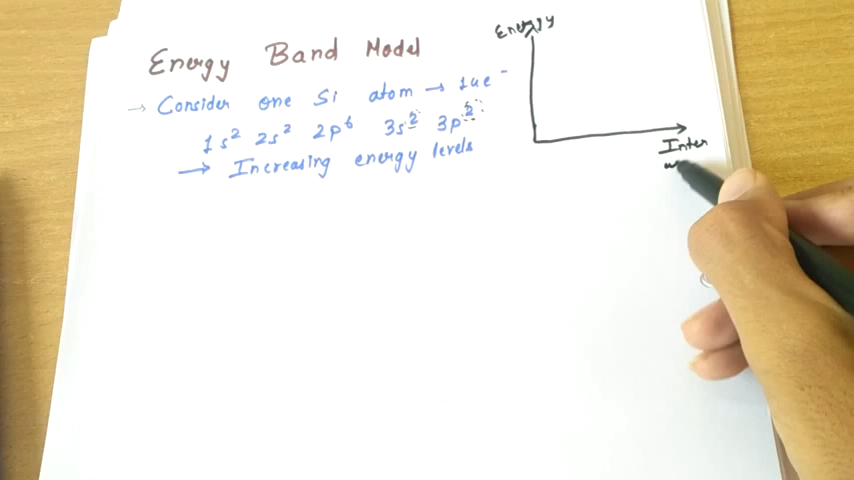 Energy Band Model
→ Consider one Si atom → 14e⁻
1s² 2s² 2p⁶ 3s² 3p²
→ Increasing energy levels
Energy
Inter